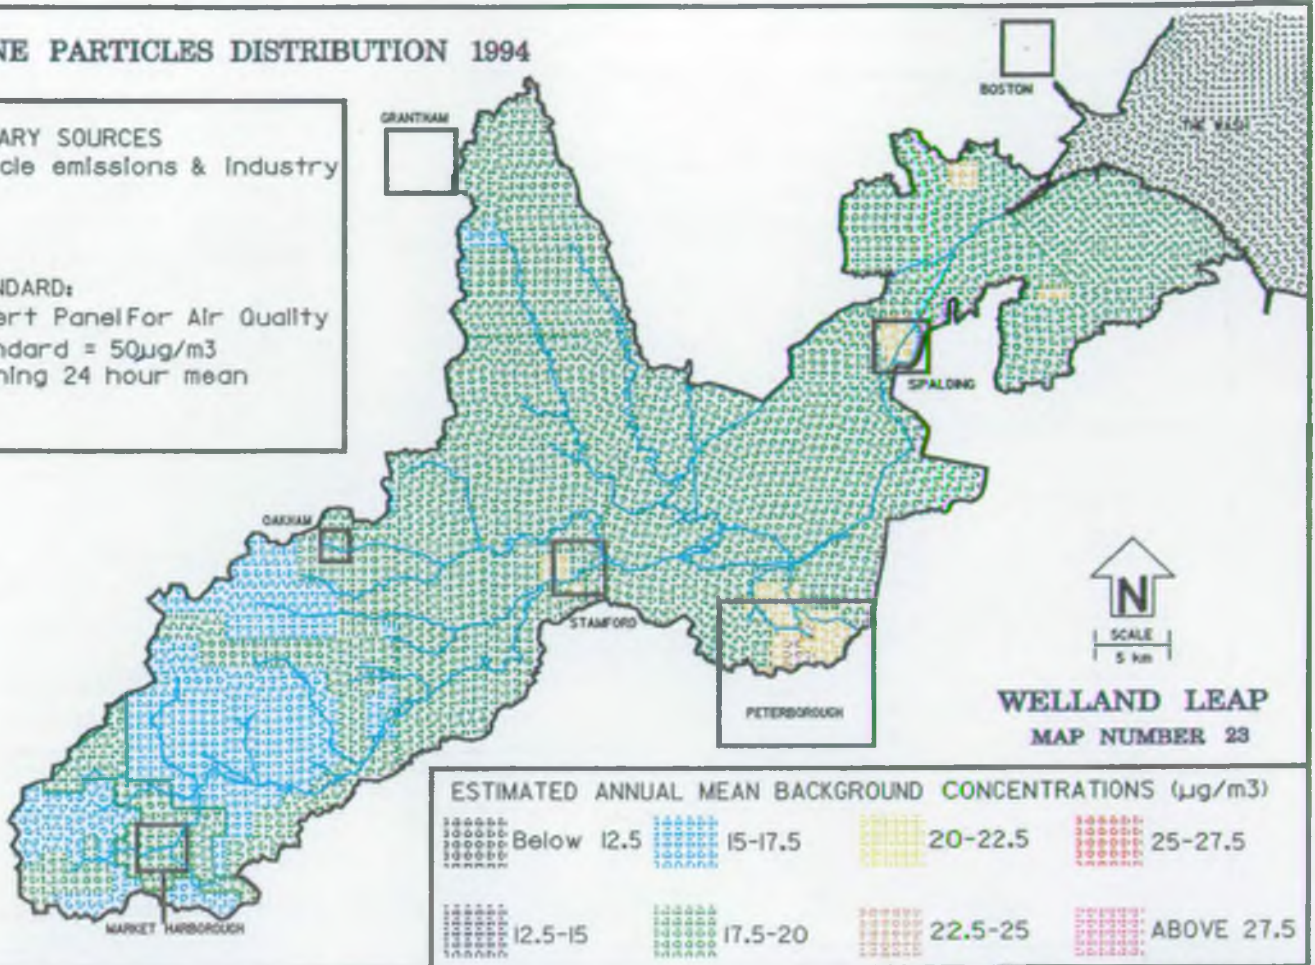 NE PARTICLES DISTRIBUTION 1994
ARY SOURCES
cle emissions & Industry
NDARD:
ert Panel For Air Quality
ndard = 50µg/m3
ning 24 hour mean
GRANTHAM
BOSTON
THE WASH
SPALDING
OAKHAM
STAMFORD
PETERBOROUGH
MARKET HARBOROUGH
N
SCALE
5 km
WELLAND LEAP
MAP NUMBER 23
ESTIMATED ANNUAL MEAN BACKGROUND CONCENTRATIONS (µg/m3)
Below 12.5 15-17.5 20-22.5 25-27.5
12.5-15 17.5-20 22.5-25 ABOVE 27.5